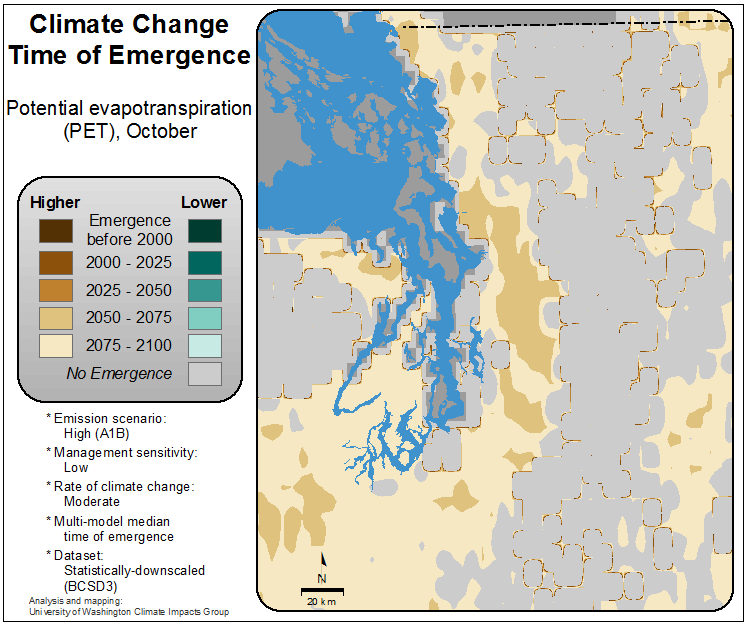 Climate Change
Time of Emergence
Potential evapotranspiration
(PET), October
Higher
Lower
Emergence
before 2000
2000 - 2025
2025 - 2050
2050 - 2075
2075 - 2100
No Emergence
* Emission scenario:
High (A1B)
* Management sensitivity:
Low
* Rate of climate change:
Moderate
* Multi-model median
time of emergence
* Dataset:
Statistically-downscaled
(BCSD3)
Analysis and mapping:
University of Washington Climate Impacts Group
N
20 km